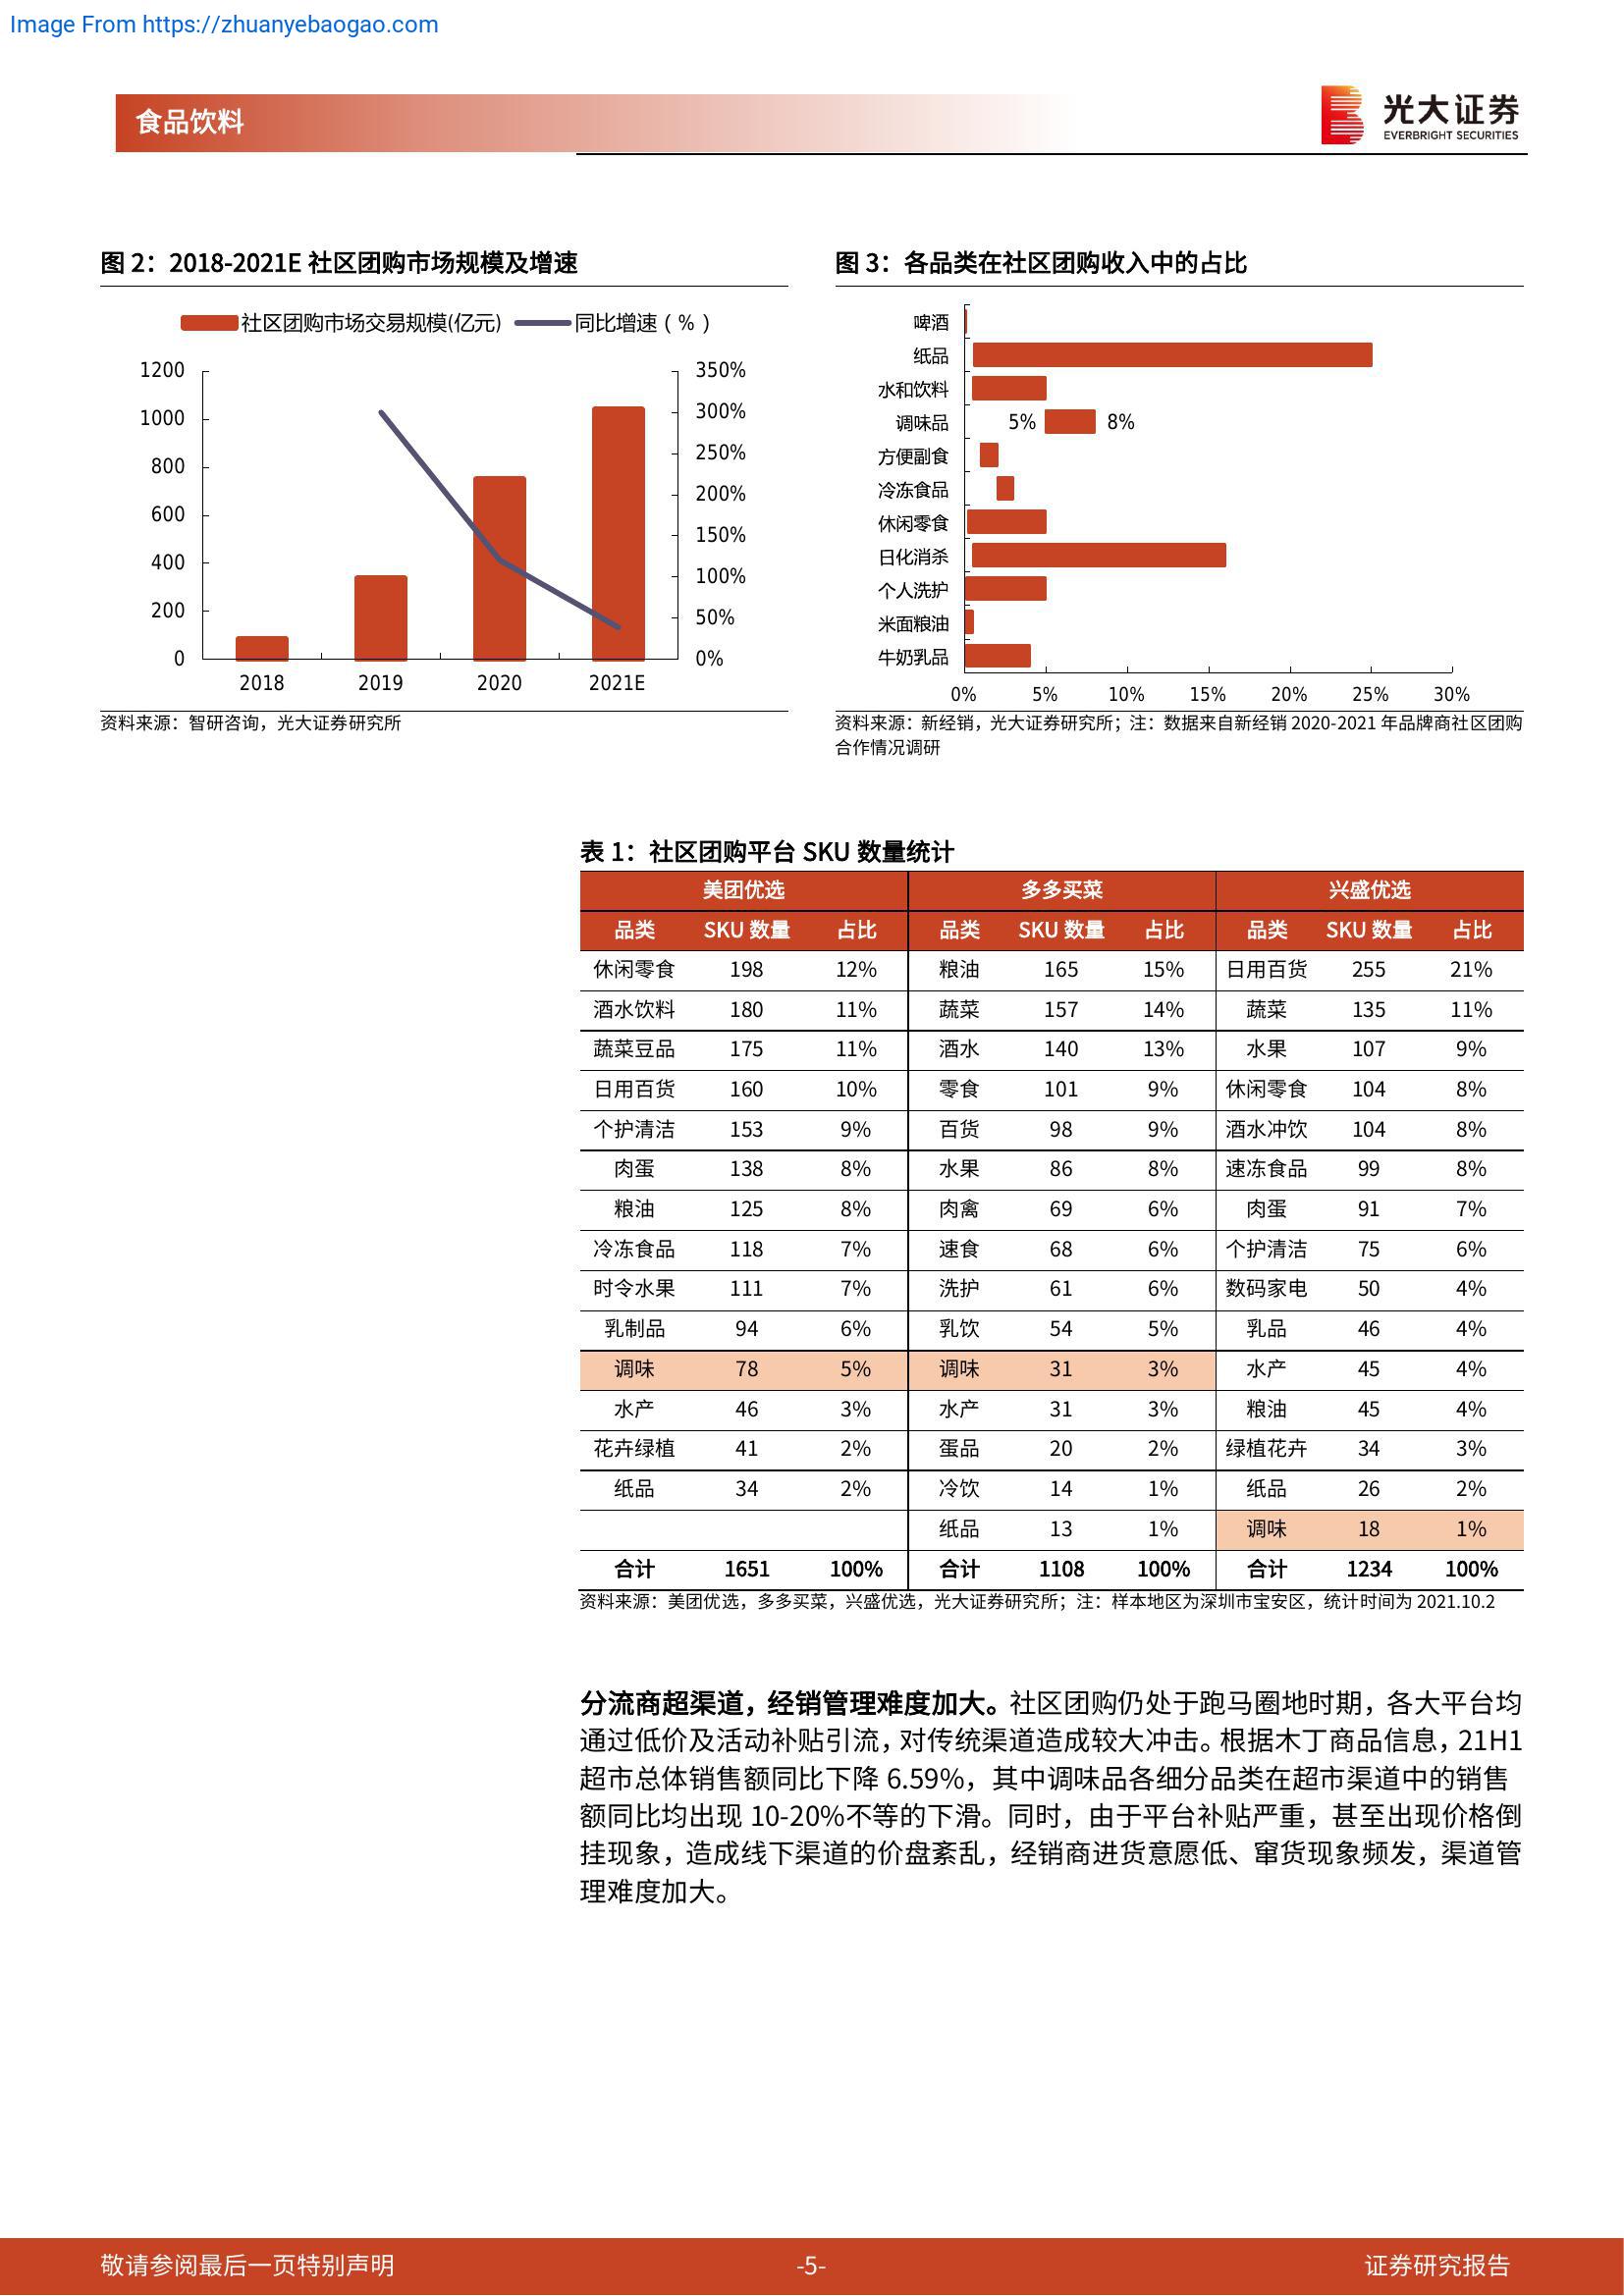 Image From https://zhuanyebaogao.com
食品饮料
光大证券
EVERBRIGHT SECURITIES
图 2：2018-2021E 社区团购市场规模及增速
社区团购市场交易规模(亿元) 同比增速（%）
1200 350%
1000 300%
800 250%
600 200%
400 150%
200 100%
0 50%
0%
2018 2019 2020 2021E
资料来源：智研咨询，光大证券研究所
图 3：各品类在社区团购收入中的占比
啤酒
纸品
水和饮料
调味品 5% 8%
方便副食
冷冻食品
休闲零食
日化消杀
个人洗护
米面粮油
牛奶乳品
0% 5% 10% 15% 20% 25% 30%
资料来源：新经销，光大证券研究所；注：数据来自新经销 2020-2021 年品牌商社区团购
合作情况调研
表 1：社区团购平台 SKU 数量统计
美团优选 多多买菜 兴盛优选
品类 SKU 数量 占比 品类 SKU 数量 占比 品类 SKU 数量 占比
休闲零食 198 12% 粮油 165 15% 日用百货 255 21%
酒水饮料 180 11% 蔬菜 157 14% 蔬菜 135 11%
蔬菜豆品 175 11% 酒水 140 13% 水果 107 9%
日用百货 160 10% 零食 101 9% 休闲零食 104 8%
个护清洁 153 9% 百货 98 9% 酒水冲饮 104 8%
肉蛋 138 8% 水果 86 8% 速冻食品 99 8%
粮油 125 8% 肉禽 69 6% 肉蛋 91 7%
冷冻食品 118 7% 速食 68 6% 个护清洁 75 6%
时令水果 111 7% 洗护 61 6% 数码家电 50 4%
乳制品 94 6% 乳饮 54 5% 乳品 46 4%
调味 78 5% 调味 31 3% 水产 45 4%
水产 46 3% 水产 31 3% 粮油 45 4%
花卉绿植 41 2% 蛋品 20 2% 绿植花卉 34 3%
纸品 34 2% 冷饮 14 1% 纸品 26 2%
纸品 13 1% 调味 18 1%
合计 1651 100% 合计 1108 100% 合计 1234 100%
资料来源：美团优选，多多买菜，兴盛优选，光大证券研究所；注：样本地区为深圳市宝安区，统计时间为 2021.10.2
分流商超渠道，经销管理难度加大。社区团购仍处于跑马圈地时期，各大平台均
通过低价及活动补贴引流，对传统渠道造成较大冲击。根据木丁商品信息，21H1
超市总体销售额同比下降 6.59%，其中调味品各细分品类在超市渠道中的销售
额同比均出现 10-20%不等的下滑。同时，由于平台补贴严重，甚至出现价格倒
挂现象，造成线下渠道的价盘紊乱，经销商进货意愿低、窜货现象频发，渠道管
理难度加大。
敬请参阅最后一页特别声明 -5- 证券研究报告